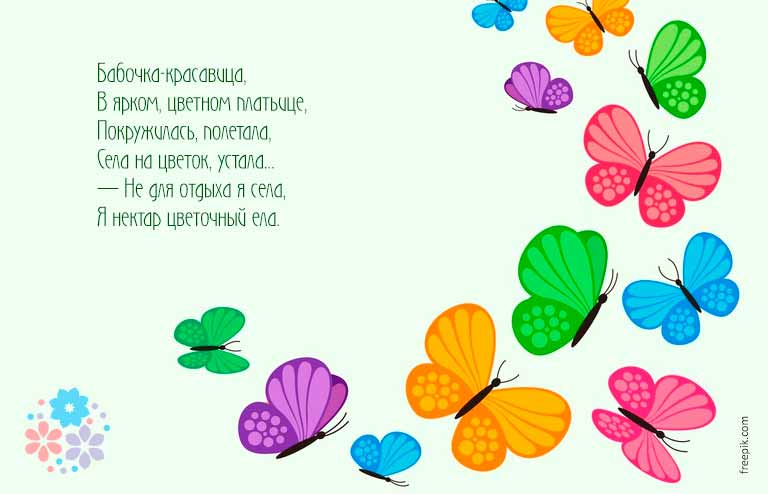 Бабочка-красавица,
В ярком, цветном платьице,
Покружилась, полетала,
Села на цветок, устала...
— Не для отдыха я села,
Я нектар цветочный ела.
freepik.com